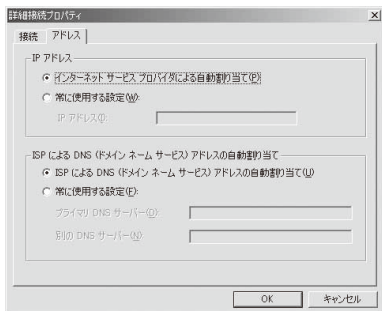 詳細接続プロパティ
接続 アドレス
IP アドレス
インターネット サービス プロバイダによる自動割り当て(P)
常に使用する設定(W):
IP アドレス(I):
ISP による DNS (ドメイン ネーム サービス) アドレスの自動割り当て
ISP による DNS (ドメイン ネーム サービス) アドレスの自動割り当て(U)
常に使用する設定(F):
プライマリ DNS サーバー(D):
別の DNS サーバー(N):
OK キャンセル